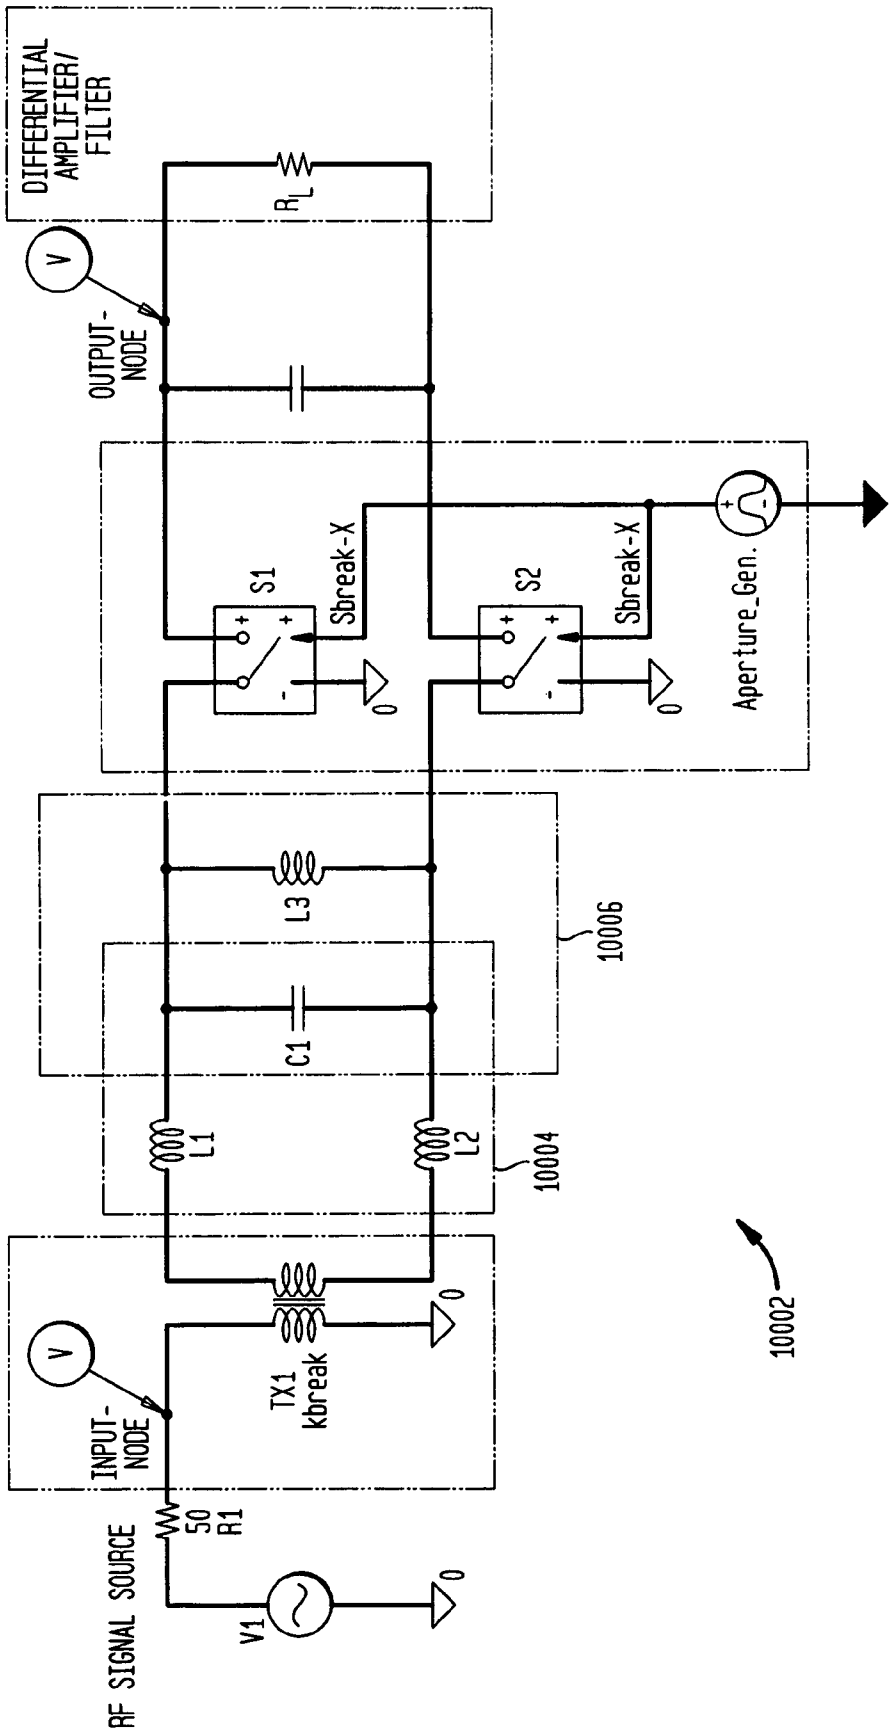 RF SIGNAL SOURCE
V1
0
50
R1
INPUT-
NODE
V
TX1
kbreak
0
L1
L2
10004
C1
L3
10006
S1
+
+
-
0
Sbreak-X
S2
+
+
-
0
Sbreak-X
Aperture_Gen.
+
-
OUTPUT-
NODE
V
RL
DIFFERENTIAL
AMPLIFIER/
FILTER
10002